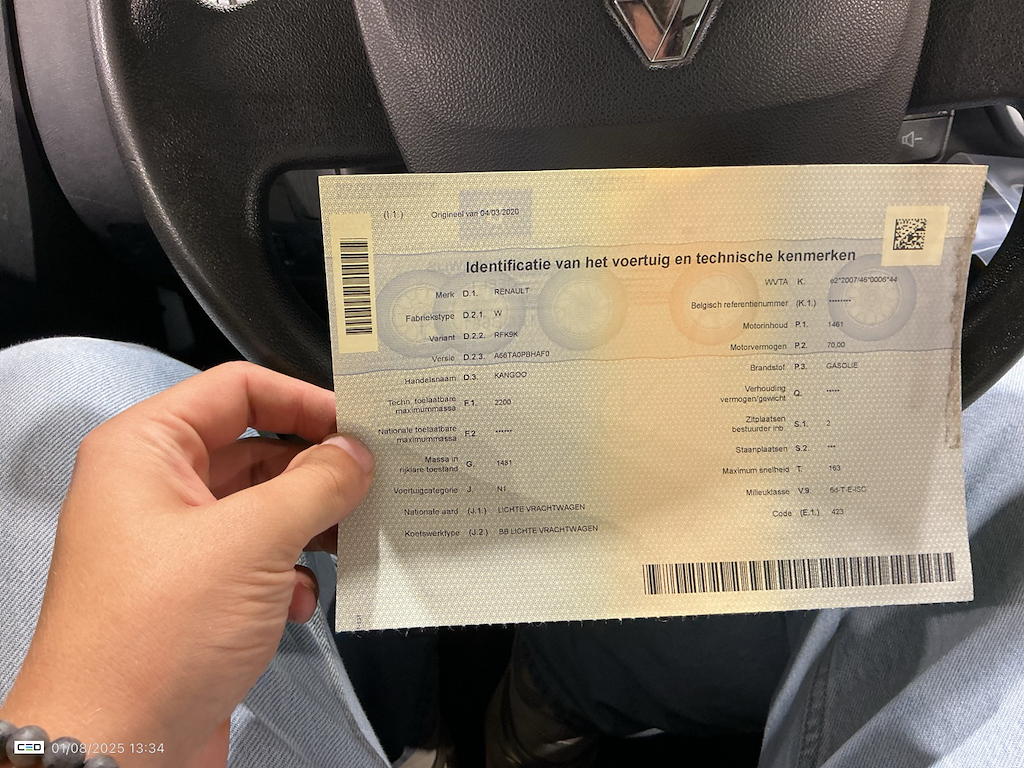 (I.1.) Origineel van 04/03/2020
Identificatie van het voertuig en technische kenmerken
Merk D.1. RENAULT
Fabriekstype D.2.1. W
Variant D.2.2. RFK9K
Versie D.2.3. A66TA0PBHAF0
Handelsnaam D.3. KANGOO
Techn. toelaatbare
maximummassa F.1. 2200
Nationale toelaatbare
maximummassa F.2. ******
Massa in
rijklare toestand G. 1431
Voertuigcategorie J. N1
Nationale aard (J.1.) LICHTE VRACHTWAGEN
Koetswerktype (J.2.) BB LICHTE VRACHTWAGEN
WVTA K. e2*2007/46*0006*44
Belgisch referentienummer (K.1.) ********
Motorinhoud P.1. 1461
Motorvermogen P.2. 70,00
Brandstof P.3. GASOLIE
Verhouding
vermogen/gewicht Q. *****
Zitplaatsen
bestuurder inb. S.1. 2
Staanplaatsen S.2. ***
Maximum snelheid T. 163
Milieuklasse V.9. 6d-T-E-ISC
Code (E.1.) 423
CEO 01/08/2025 13:34